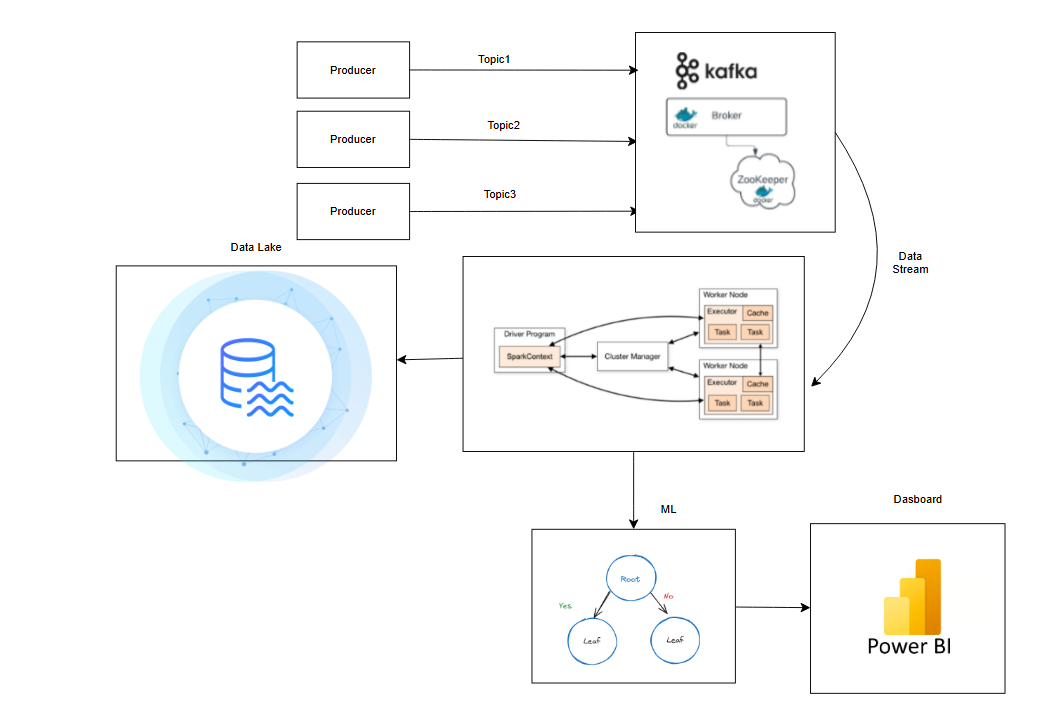 Producer
Topic1
kafka
docker
Broker
Producer
Topic2
ZooKeeper
docker
Producer
Topic3
Data Lake
Data
Stream
Driver Program
SparkContext
Cluster Manager
Worker Node
Executor
Cache
Task
Task
Worker Node
Executor
Cache
Task
Task
ML
Root
Yes
No
Leaf
Leaf
Dasboard
Power BI